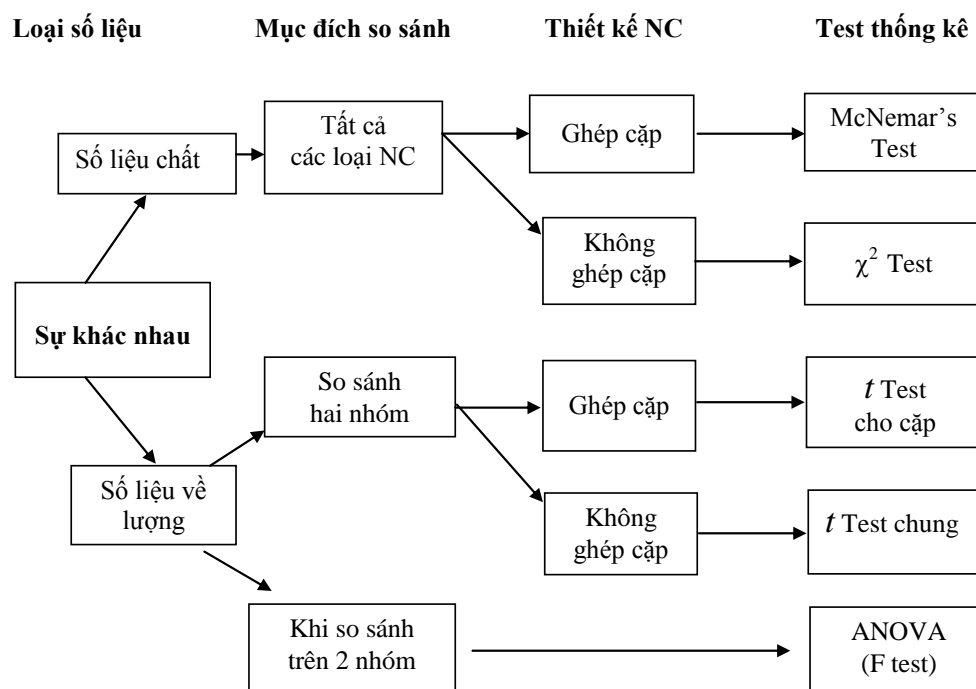 Loại số liệu
Mục đích so sánh
Thiết kế NC
Test thống kê
Số liệu chất
Tất cả
các loại NC
Ghép cặp
McNemar’s
Test
Không
ghép cặp
χ² Test
Sự khác nhau
So sánh
hai nhóm
Ghép cặp
t Test
cho cặp
Số liệu về
lượng
Không
ghép cặp
t Test chung
Khi so sánh
trên 2 nhóm
ANOVA
(F test)